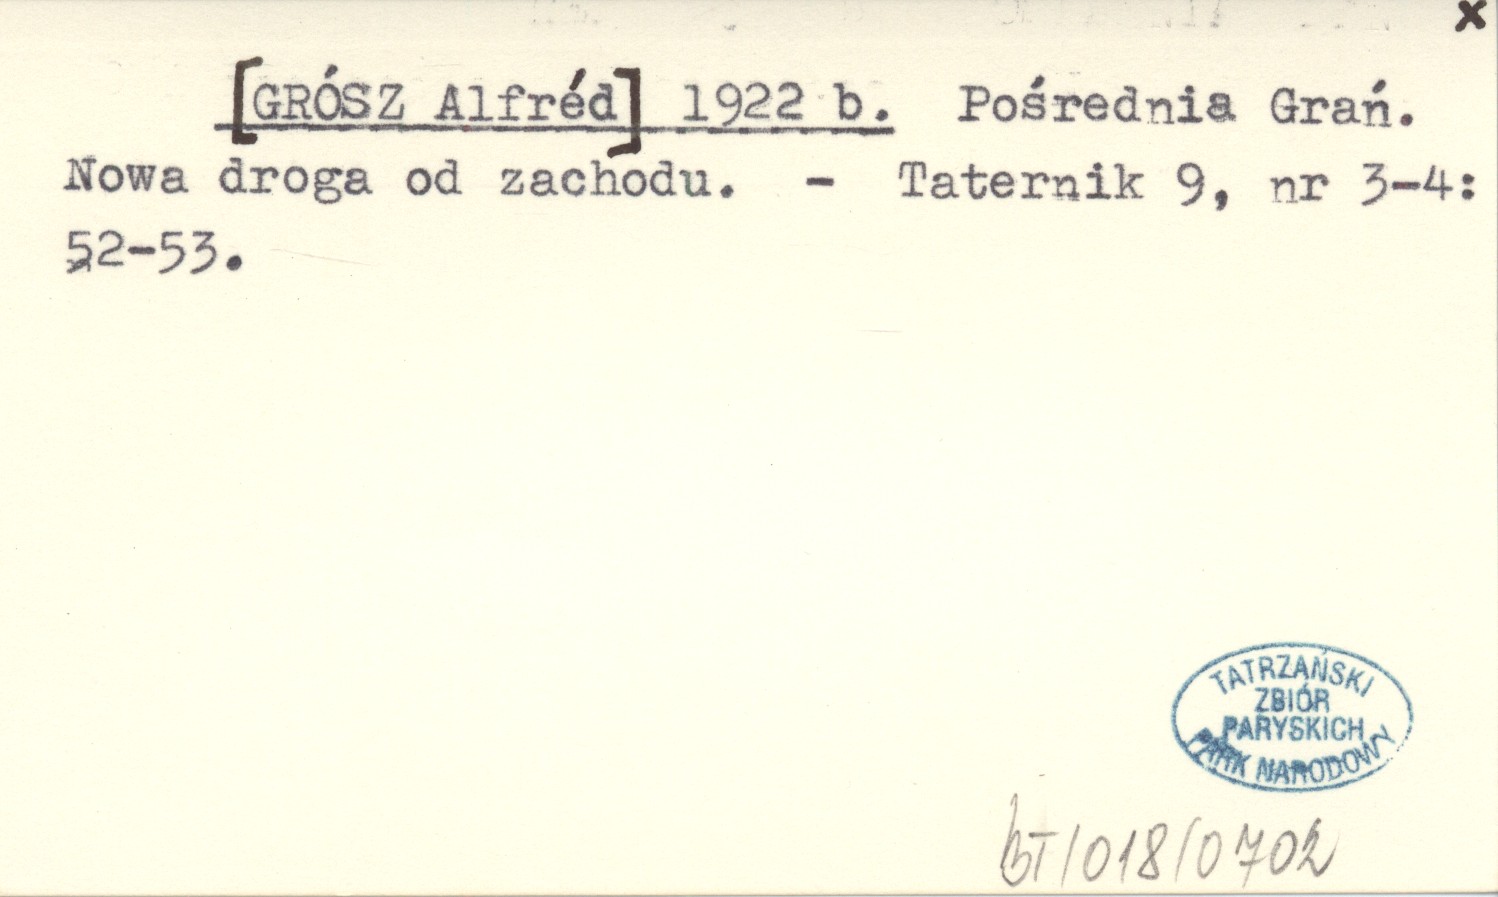 x
[GRÓSZ Alfréd] 1922 b. Pośrednia Grań.
Nowa droga od zachodu. - Taternik 9, nr 3-4:
52-53.
TATRZAŃSKI
ZBIÓR
PARYSKICH
PARK NARODOWY
BT/018/0702